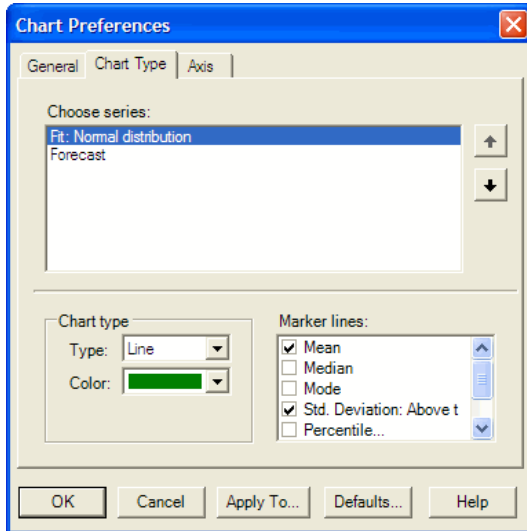 Chart Preferences
General Chart Type Axis
Choose series:
Fit: Normal distribution
Forecast
Chart type
Type: Line
Color:
Marker lines:
Mean
Median
Mode
Std. Deviation: Above t
Percentile...
OK Cancel Apply To... Defaults... Help